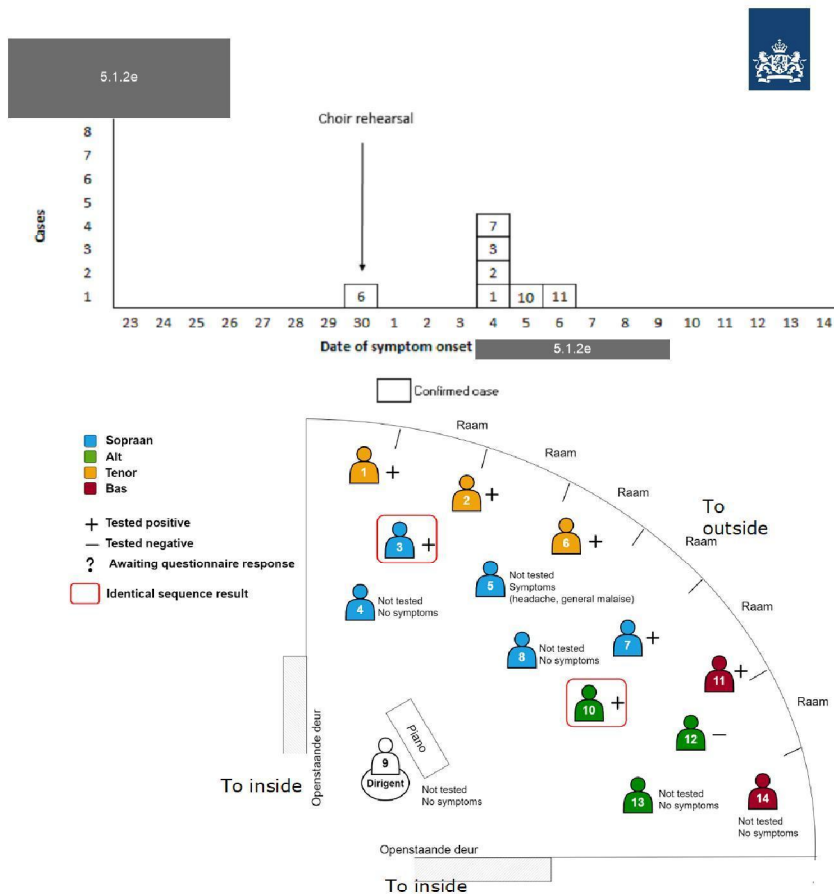 5.1.2e
Choir rehearsal
8
7
6
5
4
3
2
1
Cases
7
3
2
6
1
10
11
23 24 25 26 27 28 29 30 1 2 3 4 5 6 7 8 9 10 11 12 13 14
Date of symptom onset
5.1.2e
Confirmed case
Sopraan
Alt
Tenor
Bas
+ Tested positive
— Tested negative
? Awaiting questionnaire response
Identical sequence result
Raam
Raam
Raam
Raam
Raam
Raam
To
outside
1 +
2 +
3 +
6 +
5
Not tested
Symptoms
(headache, general malaise)
4
Not tested
No symptoms
7 +
8
Not tested
No symptoms
11 +
10 +
12 —
Openstaande deur
Piano
9
Dirigent
Not tested
No symptoms
To inside
13
Not tested
No symptoms
14
Not tested
No symptoms
Openstaande deur
To inside